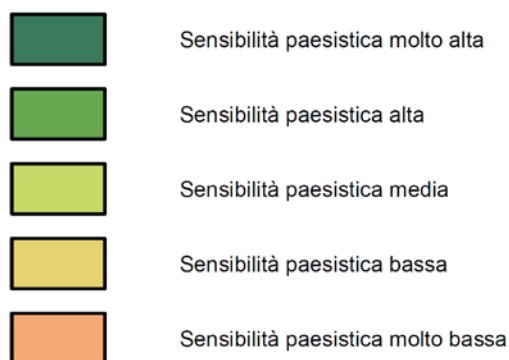 Sensibilità paesistica molto alta
Sensibilità paesistica alta
Sensibilità paesistica media
Sensibilità paesistica bassa
Sensibilità paesistica molto bassa